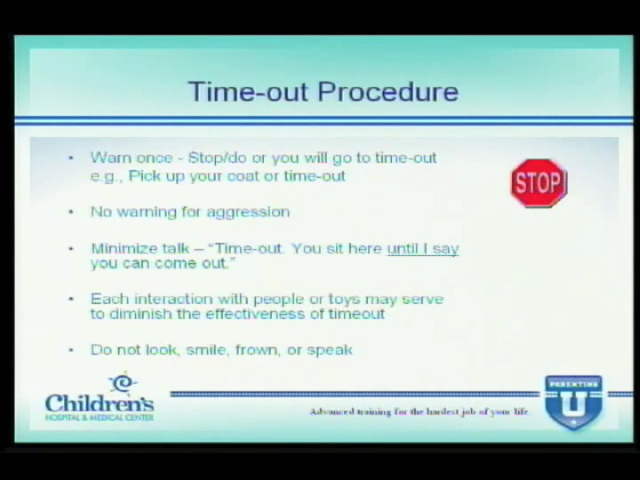 Time-out Procedure
• Warn once - Stop/do or you will go to time-out
e.g., Pick up your coat or time-out
STOP
• No warning for aggression
• Minimize talk – "Time-out. You sit here until I say
you can come out."
• Each interaction with people or toys may serve
to diminish the effectiveness of timeout
• Do not look, smile, frown, or speak
Children's
HOSPITAL & MEDICAL CENTER
Advanced training for the hardest job of your life.
PARENTING
U